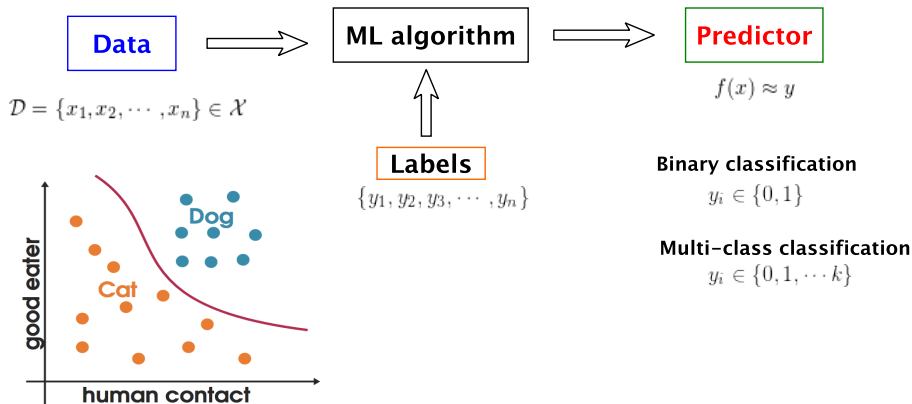 Data
ML algorithm
Predictor
𝒟 = {x₁, x₂, ⋯ , xₙ} ∈ 𝒳
f(x) ≈ y
Labels
{y₁, y₂, y₃, ⋯ , yₙ}
Binary classification
yᵢ ∈ {0, 1}
Multi-class classification
yᵢ ∈ {0, 1, ⋯ k}
Dog
Cat
good eater
human contact